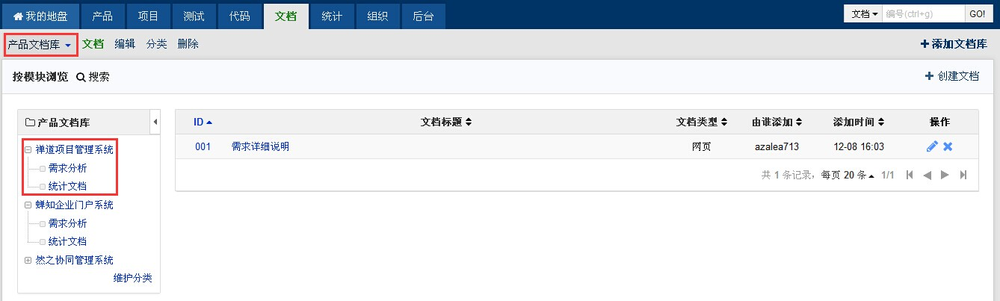 我的地盘 产品 项目 测试 代码 文档 统计 组织 后台 文档 编号(ctrl+g) GO!
产品文档库 文档 编辑 分类 删除 添加文档库
按模块浏览 搜索 创建文档
产品文档库
禅道项目管理系统
需求分析
统计文档
蝉知企业门户系统
需求分析
统计文档
然之协同管理系统
维护分类
ID 文档标题 文档类型 由谁添加 添加时间 操作
001 需求详细说明 网页 azalea713 12-08 16:03
共 1 条记录，每页 20 条 1/1